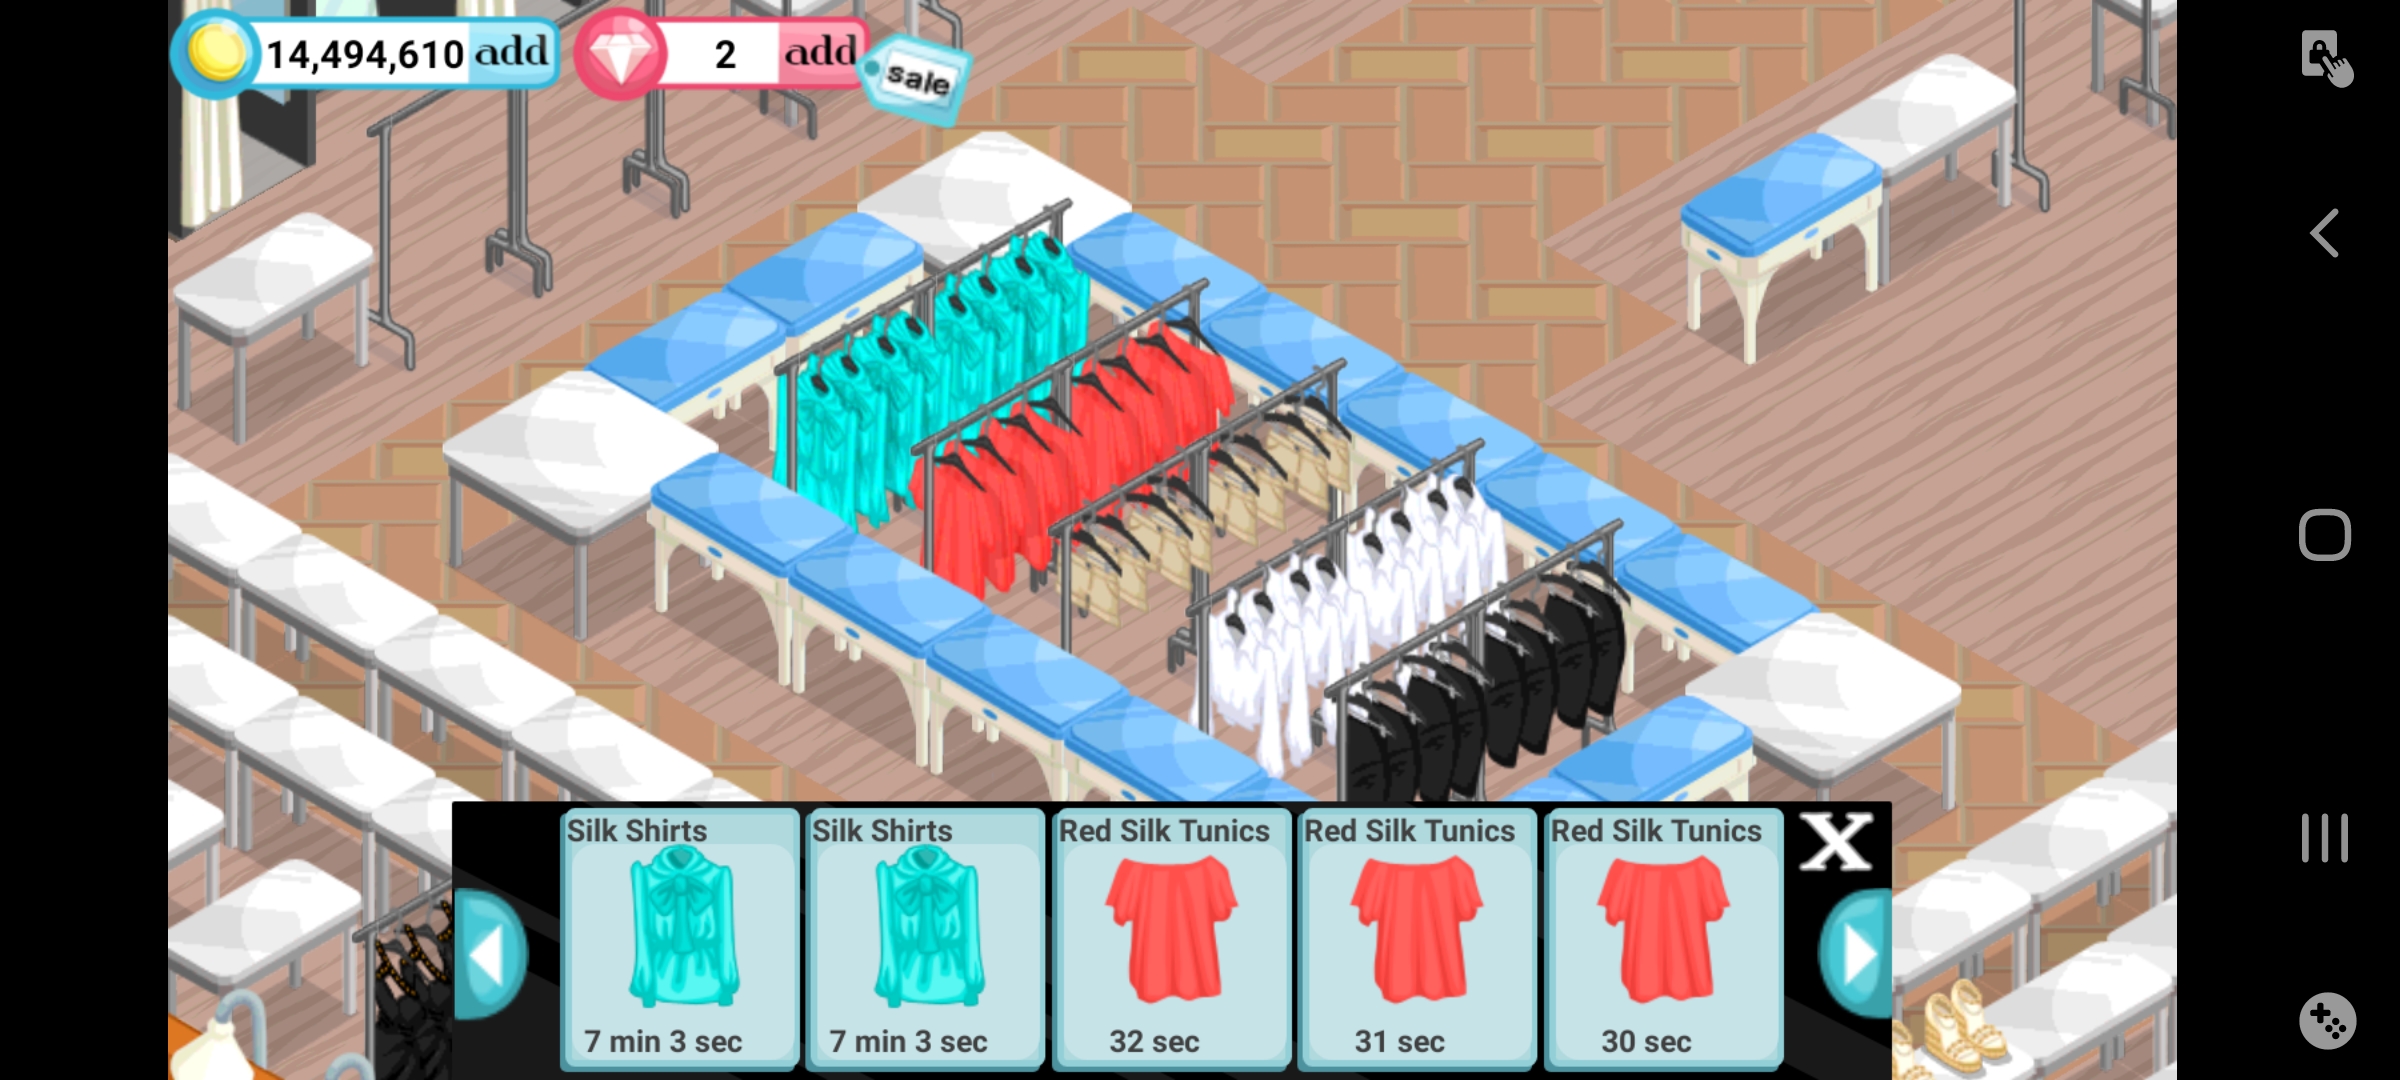 14,494,610 add
2 add
sale
Silk Shirts
7 min 3 sec
Silk Shirts
7 min 3 sec
Red Silk Tunics
32 sec
Red Silk Tunics
31 sec
Red Silk Tunics
30 sec
X